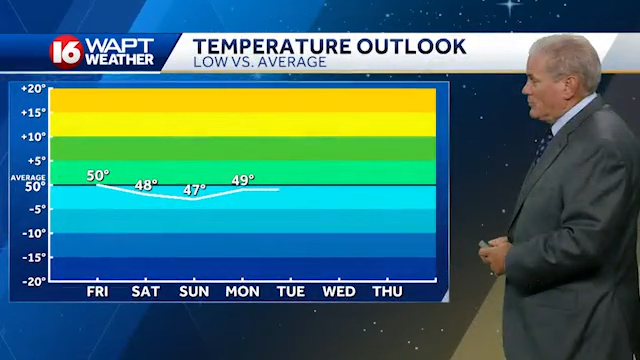 16 WAPT
WEATHER
TEMPERATURE OUTLOOK
LOW VS. AVERAGE
+20°
+15°
+10°
+5°
AVERAGE
50°
-5°
-10°
-15°
-20°
50°
48°
47°
49°
FRI SAT SUN MON TUE WED THU